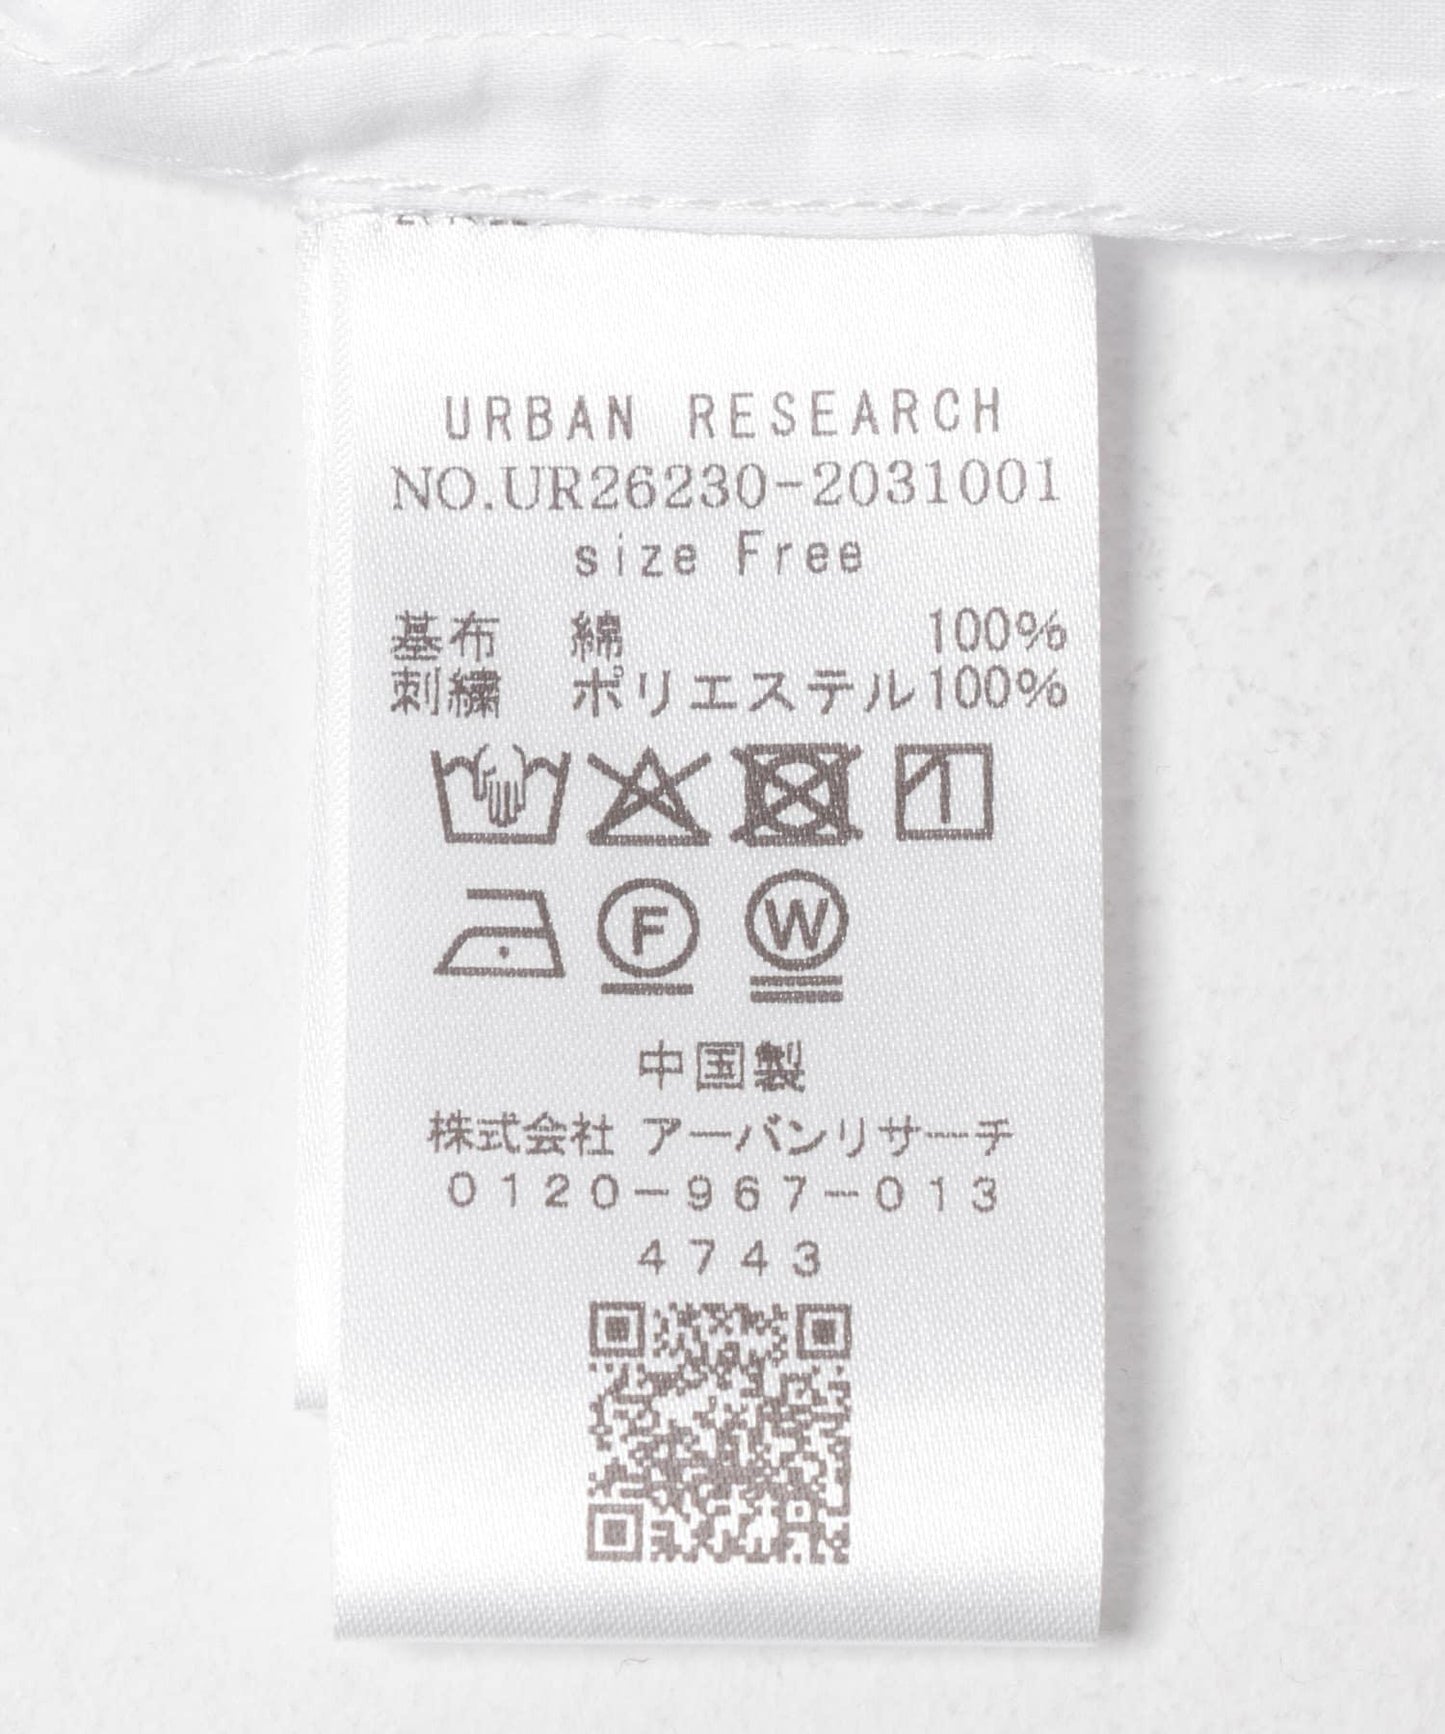 URBAN RESEARCH
NO.UR26230-2031001
size Free
基布 綿 100%
刺繍 ポリエステル100%
F W
中国製
株式会社 アーバンリサーチ
0120-967-013
4743